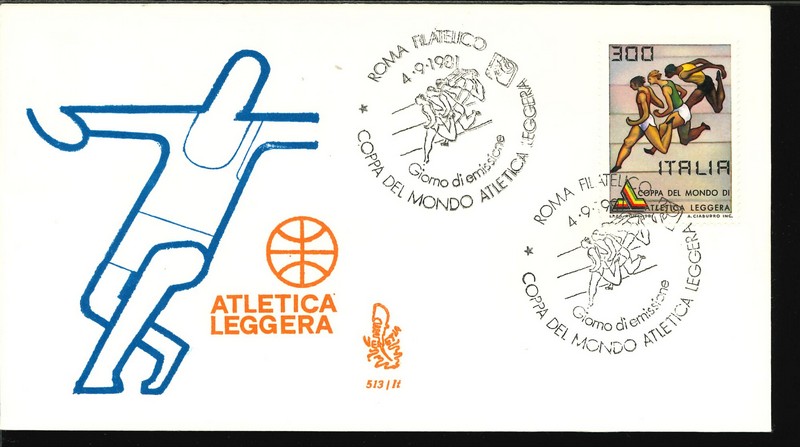 ROMA FILATELICO
4·9·1981
Giorno di emissione
★ COPPA DEL MONDO ATLETICA LEGGERA
300
ITALIA
COPPA DEL MONDO DI
ATLETICA LEGGERA
A. CIABURRO INC.
ROMA FILATELICO
4·9·1981
Giorno di emissione
★ COPPA DEL MONDO ATLETICA LEGGERA
ATLETICA
LEGGERA
513/It